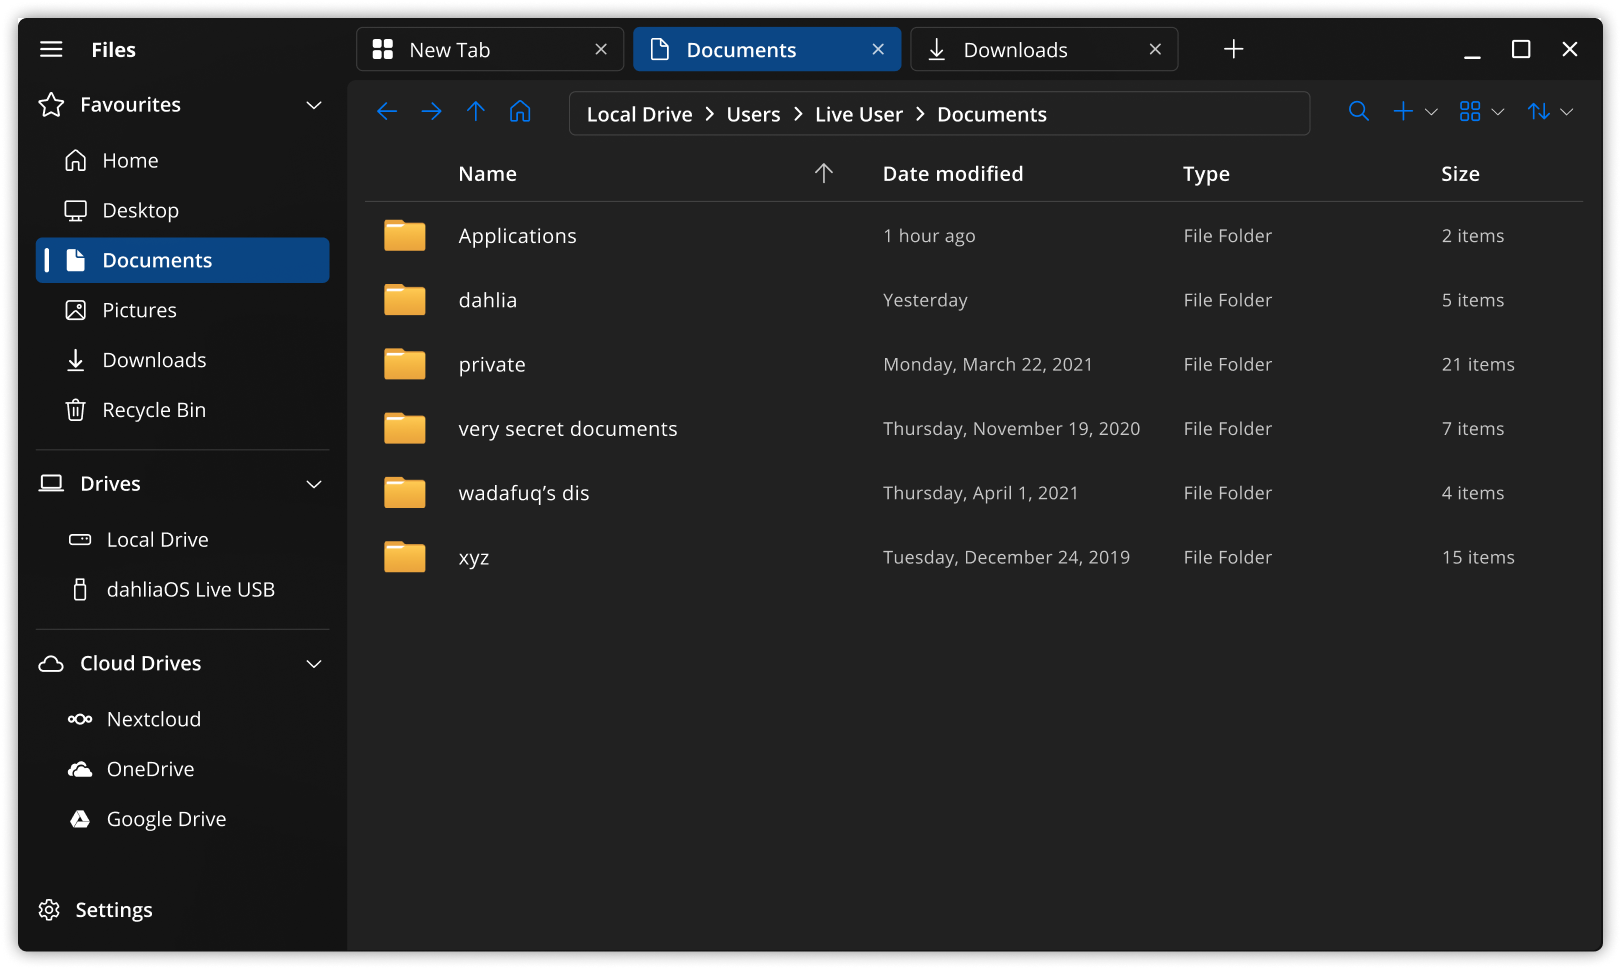 Files
New Tab
Documents
Downloads
Favourites
Home
Desktop
Documents
Pictures
Downloads
Recycle Bin
Drives
Local Drive
dahliaOS Live USB
Cloud Drives
Nextcloud
OneDrive
Google Drive
Settings
Local Drive > Users > Live User > Documents
Name Date modified Type Size
Applications 1 hour ago File Folder 2 items
dahlia Yesterday File Folder 5 items
private Monday, March 22, 2021 File Folder 21 items
very secret documents Thursday, November 19, 2020 File Folder 7 items
wadafuq’s dis Thursday, April 1, 2021 File Folder 4 items
xyz Tuesday, December 24, 2019 File Folder 15 items